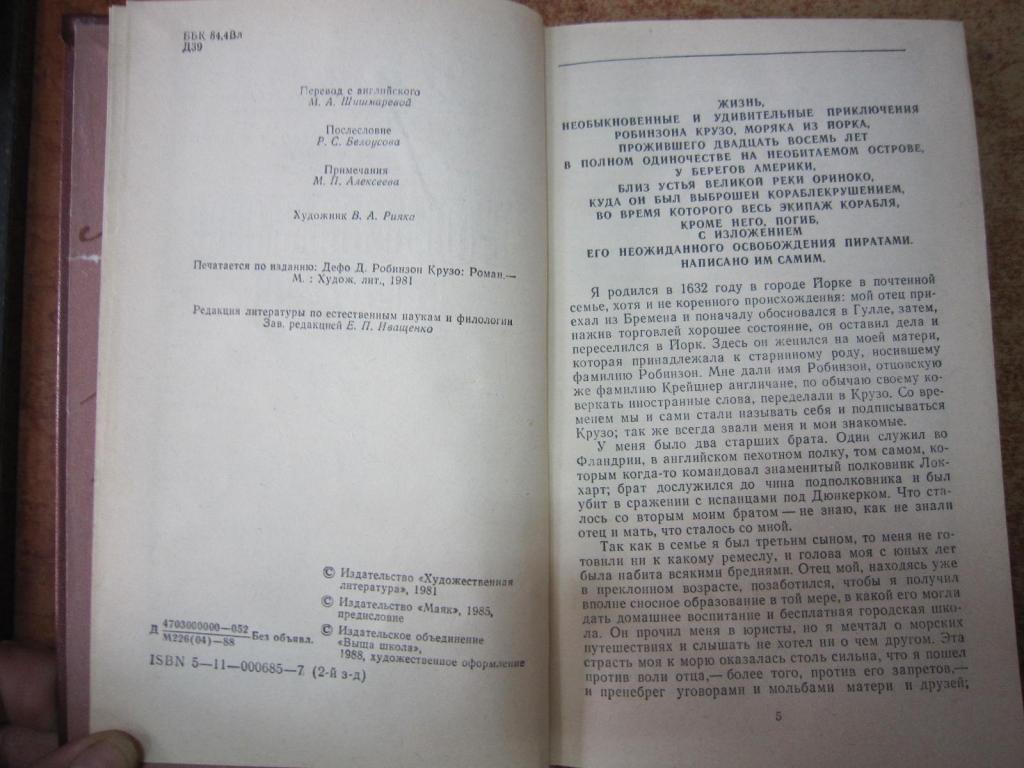 ББК 84.4Вл
Д39
Перевод с английского
М. А. Шишмаревой
Послесловие
Р. С. Белоусова
Примечания
М. П. Алексеева
Художник В. А. Рияка
Печатается по изданию: Дефо Д. Робинзон Крузо: Роман.—
М. : Худож. лит., 1981
Редакция литературы по естественным наукам и филологии
Зав. редакцией Е. П. Иващенко
© Издательство «Художественная
литература», 1981
© Издательство «Маяк», 1985,
предисловие
© Издательское объединение
«Выща школа»,
1988, художественное оформление
Д 4703000000—052
М226(04)—88 Без объявл.
ISBN 5—11—000685—7 (2-й з-д)
ЖИЗНЬ,
НЕОБЫКНОВЕННЫЕ И УДИВИТЕЛЬНЫЕ ПРИКЛЮЧЕНИЯ
РОБИНЗОНА КРУЗО, МОРЯКА ИЗ ЙОРКА,
ПРОЖИВШЕГО ДВАДЦАТЬ ВОСЕМЬ ЛЕТ
В ПОЛНОМ ОДИНОЧЕСТВЕ НА НЕОБИТАЕМОМ ОСТРОВЕ,
У БЕРЕГОВ АМЕРИКИ,
БЛИЗ УСТЬЯ ВЕЛИКОЙ РЕКИ ОРИНОКО,
КУДА ОН БЫЛ ВЫБРОШЕН КОРАБЛЕКРУШЕНИЕМ,
ВО ВРЕМЯ КОТОРОГО ВЕСЬ ЭКИПАЖ КОРАБЛЯ,
КРОМЕ НЕГО, ПОГИБ,
С ИЗЛОЖЕНИЕМ
ЕГО НЕОЖИДАННОГО ОСВОБОЖДЕНИЯ ПИРАТАМИ.
НАПИСАНО ИМ САМИМ.
Я родился в 1632 году в городе Йорке в почтенной
семье, хотя и не коренного происхождения: мой отец при-
ехал из Бремена и поначалу обосновался в Гулле, затем,
нажив торговлей хорошее состояние, он оставил дела и
переселился в Йорк. Здесь он женился на моей матери,
которая принадлежала к старинному роду, носившему
фамилию Робинзон. Мне дали имя Робинзон, отцовскую
же фамилию Крейцнер англичане, по обычаю своему ко-
веркать иностранные слова, переделали в Крузо. Со вре-
менем мы и сами стали называть себя и подписываться
Крузо; так же всегда звали меня и мои знакомые.
У меня было два старших брата. Один служил во
Фландрии, в английском пехотном полку, том самом, ко-
торым когда-то командовал знаменитый полковник Лок-
харт; брат дослужился до чина подполковника и был
убит в сражении с испанцами под Дюнкерком. Что ста-
лось со вторым моим братом — не знаю, как не знали
отец и мать, что сталось со мной.
Так как в семье я был третьим сыном, то меня не го-
товили ни к какому ремеслу, и голова моя с юных лет
была набита всякими бреднями. Отец мой, находясь уже
в преклонном возрасте, позаботился, чтобы я получил
вполне сносное образование в той мере, в какой его могли
дать домашнее воспитание и бесплатная городская шко-
ла. Он прочил меня в юристы, но я мечтал о морских
путешествиях и слышать не хотел ни о чем другом. Эта
страсть моя к морю оказалась столь сильна, что я пошел
против воли отца,— более того, против его запретов,—
и пренебрег уговорами и мольбами матери и друзей;
5